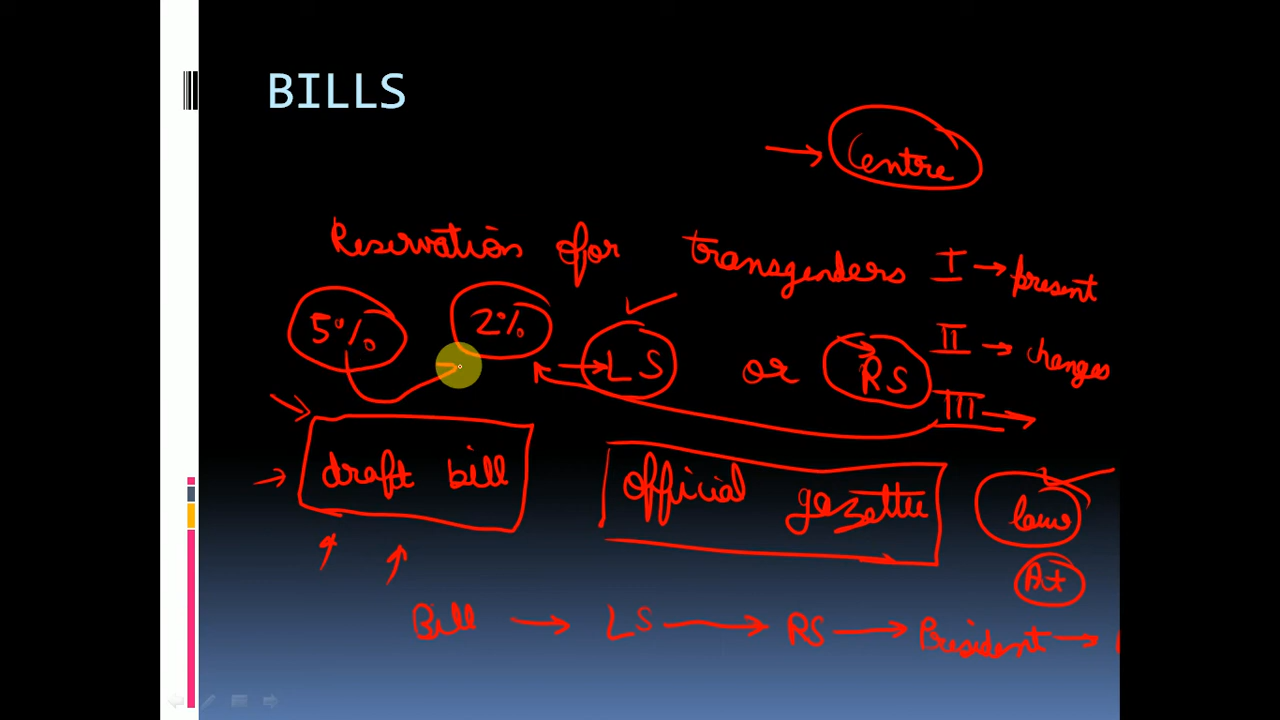 BILLS
Centre
Reservation for transgenders I → present
5% 2% → LS or RS II → changes
III →
draft bill official gazette law
At
Bill → LS → RS → President →